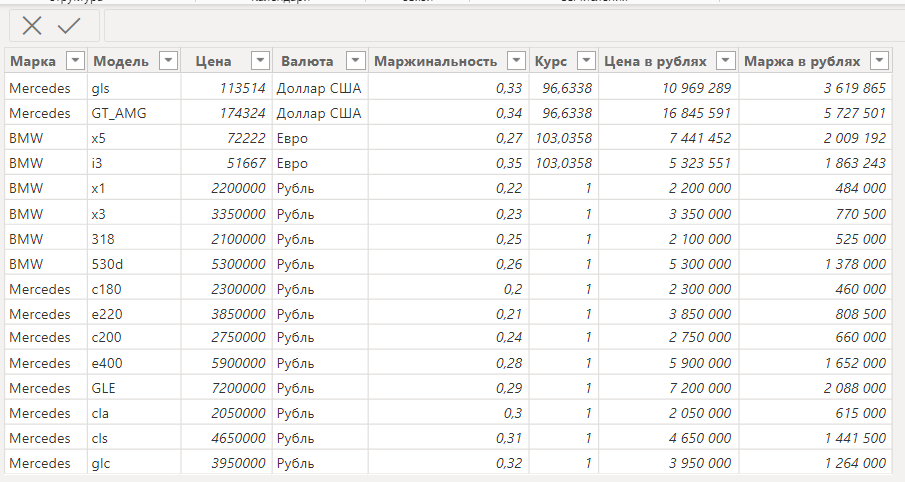 Марка Модель Цена Валюта Маржинальность Курс Цена в рублях Маржа в рублях
Mercedes gls 113514 Доллар США 0,33 96,6338 10 969 289 3 619 865
Mercedes GT_AMG 174324 Доллар США 0,34 96,6338 16 845 591 5 727 501
BMW x5 72222 Евро 0,27 103,0358 7 441 452 2 009 192
BMW i3 51667 Евро 0,35 103,0358 5 323 551 1 863 243
BMW x1 2200000 Рубль 0,22 1 2 200 000 484 000
BMW x3 3350000 Рубль 0,23 1 3 350 000 770 500
BMW 318 2100000 Рубль 0,25 1 2 100 000 525 000
BMW 530d 5300000 Рубль 0,26 1 5 300 000 1 378 000
Mercedes c180 2300000 Рубль 0,2 1 2 300 000 460 000
Mercedes e220 3850000 Рубль 0,21 1 3 850 000 808 500
Mercedes c200 2750000 Рубль 0,24 1 2 750 000 660 000
Mercedes e400 5900000 Рубль 0,28 1 5 900 000 1 652 000
Mercedes GLE 7200000 Рубль 0,29 1 7 200 000 2 088 000
Mercedes cla 2050000 Рубль 0,3 1 2 050 000 615 000
Mercedes cls 4650000 Рубль 0,31 1 4 650 000 1 441 500
Mercedes glc 3950000 Рубль 0,32 1 3 950 000 1 264 000